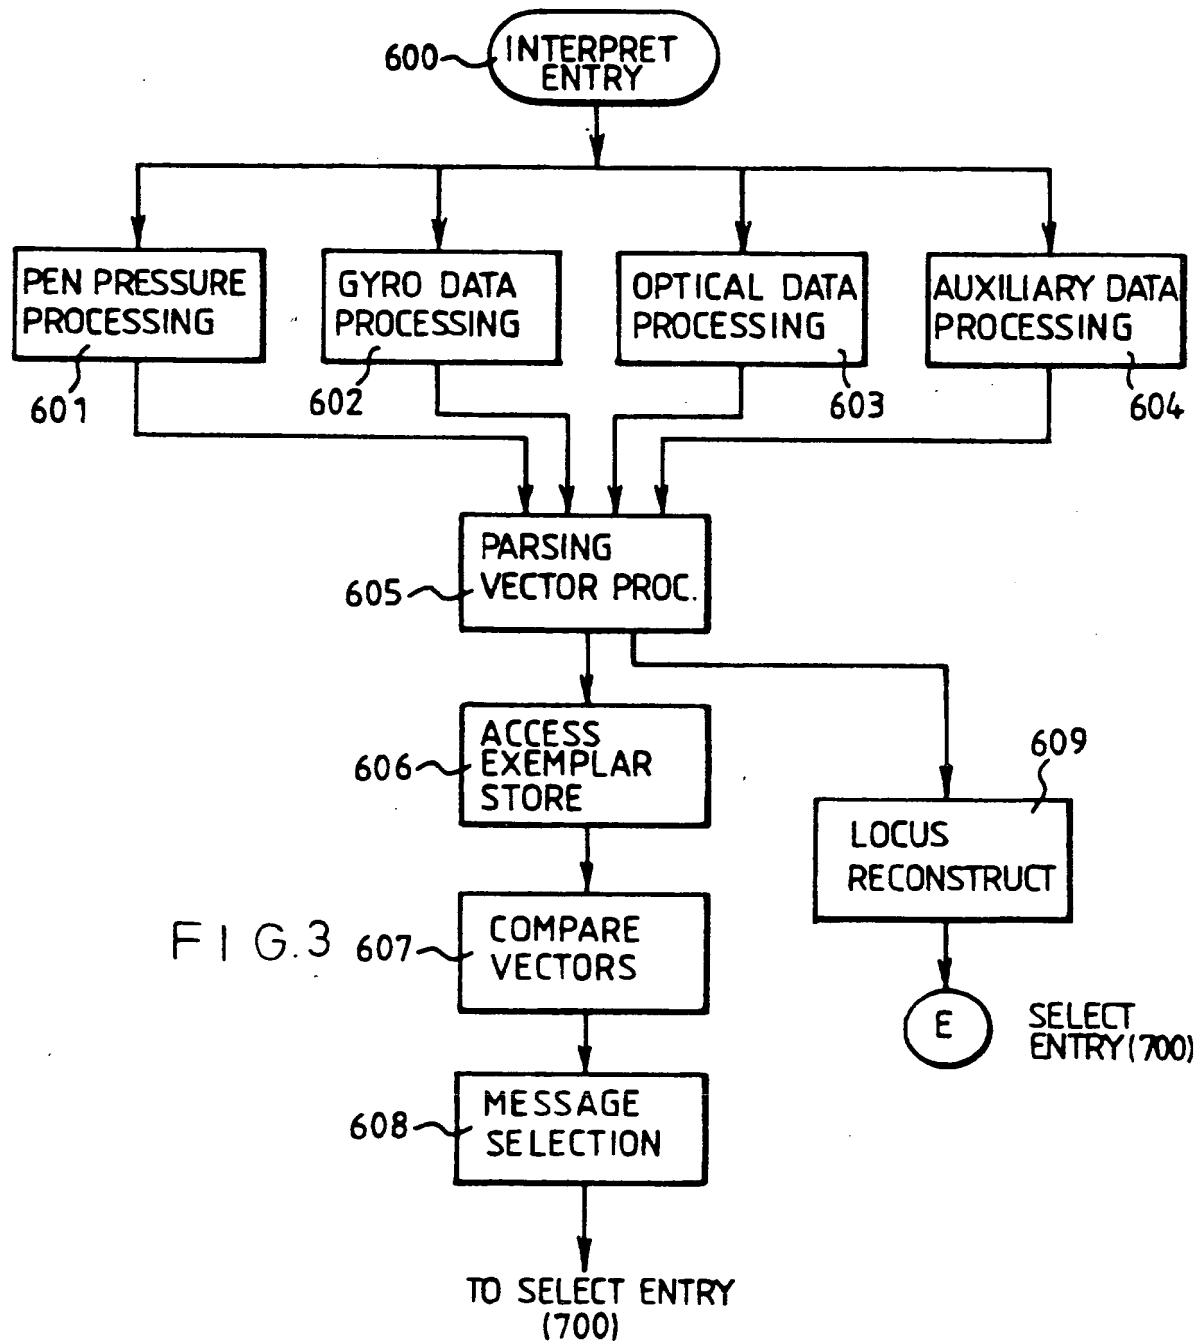 600
INTERPRET
ENTRY
PEN PRESSURE
PROCESSING
601
GYRO DATA
PROCESSING
602
OPTICAL DATA
PROCESSING
603
AUXILIARY DATA
PROCESSING
604
PARSING
VECTOR PROC.
605
ACCESS
EXEMPLAR
STORE
606
609
LOCUS
RECONSTRUCT
FIG.3
607
COMPARE
VECTORS
E
SELECT
ENTRY(700)
608
MESSAGE
SELECTION
TO SELECT ENTRY
(700)